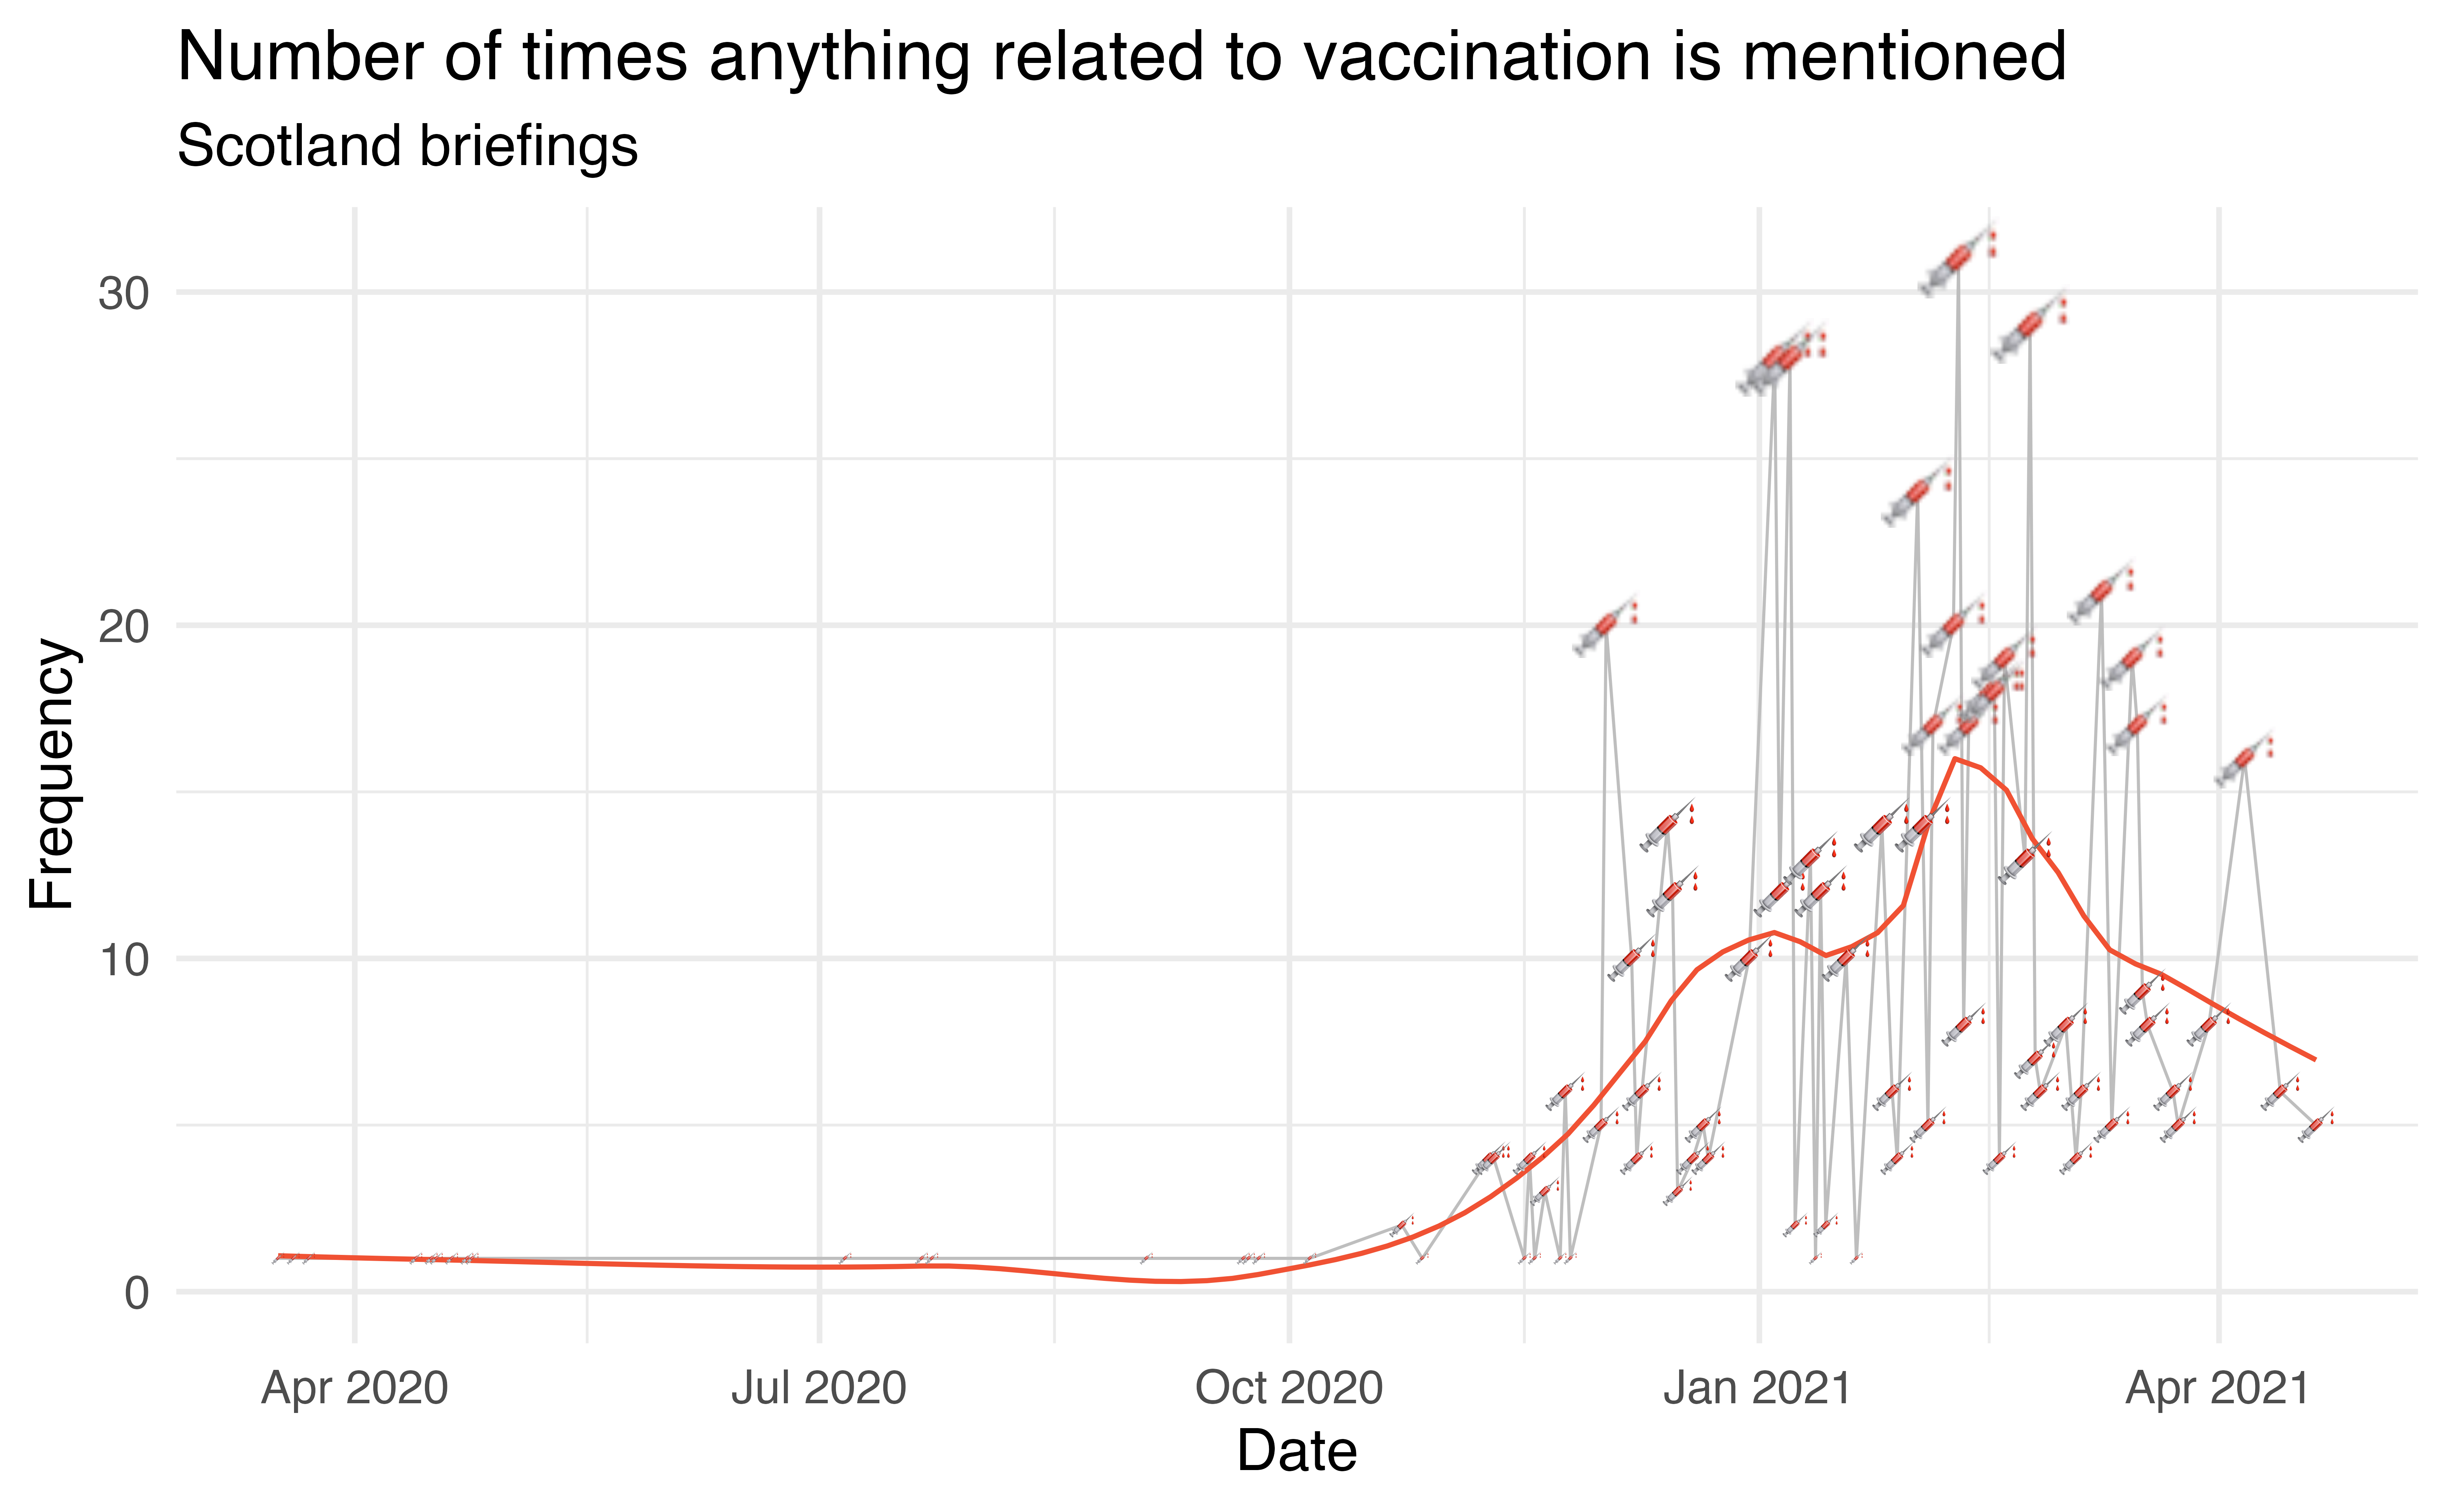 Number of times anything related to vaccination is mentioned
Scotland briefings
Frequency
30
20
10
0
Apr 2020
Jul 2020
Oct 2020
Jan 2021
Apr 2021
Date